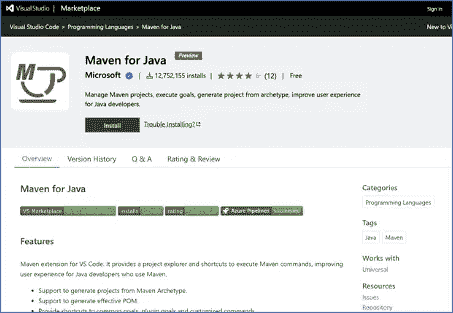 Visual Studio | Marketplace
Sign in
Visual Studio Code > Programming Languages > Maven for Java
New to Vi
Maven for Java
Preview
Microsoft | 12,752,155 installs | (12) | Free
Manage Maven projects, execute goals, generate project from archetype, improve user experience
for Java developers.
Install
Trouble Installing?
Overview
Version History
Q & A
Rating & Review
Maven for Java
VS Marketplace
installs
rating
Azure Pipelines
Features
Maven extension for VS Code. It provides a project explorer and shortcuts to execute Maven commands, improving
user experience for Java developers who use Maven.
Support to generate projects from Maven Archetype.
Support to generate effective POM.
Provide shortcuts to common goals, plugin goals and customized commands.
Categories
Programming Languages
Tags
Java
Maven
Works with
Universal
Resources
Issues
Repository